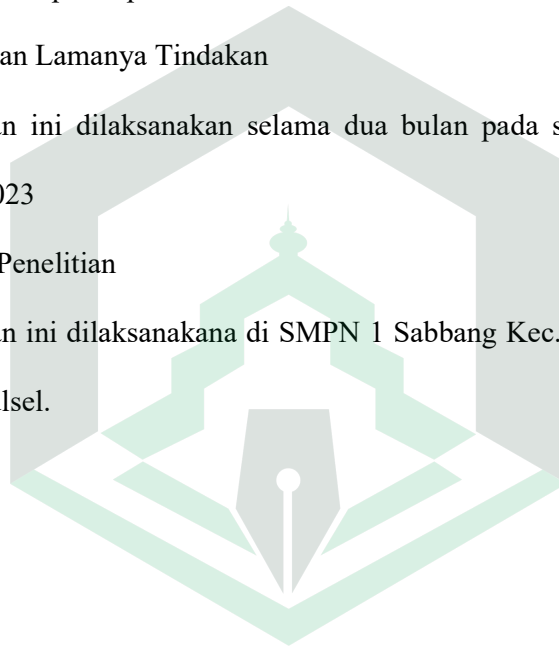 an Lamanya Tindakan
n ini dilaksanakan selama dua bulan pada s
023
Penelitian
n ini dilaksanakana di SMPN 1 Sabbang Kec.
lsel.